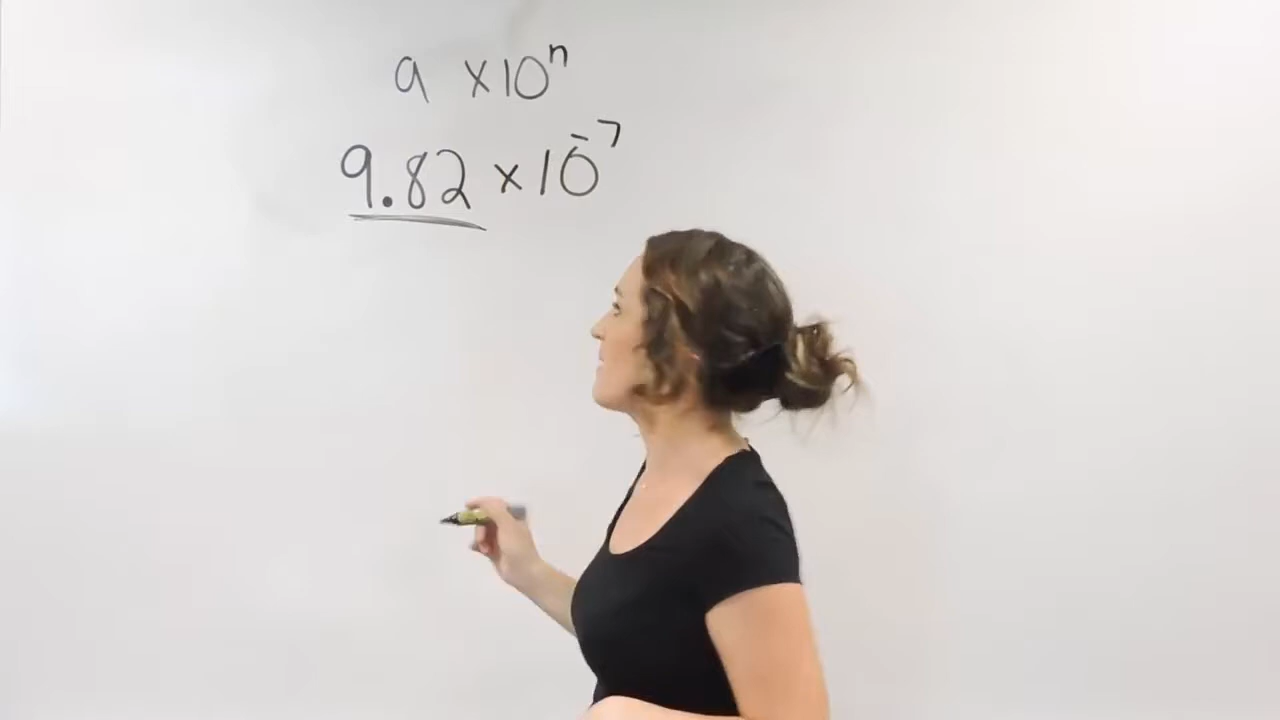 a × 10ⁿ
9.82 × 10⁻⁷